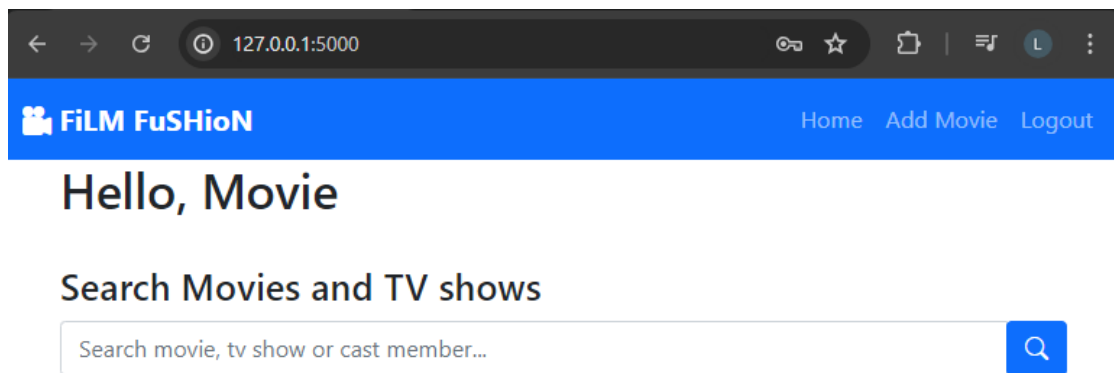 127.0.0.1:5000
L
FiLM FuSHioN Home Add Movie Logout
Hello, Movie
Search Movies and TV shows
Search movie, tv show or cast member...